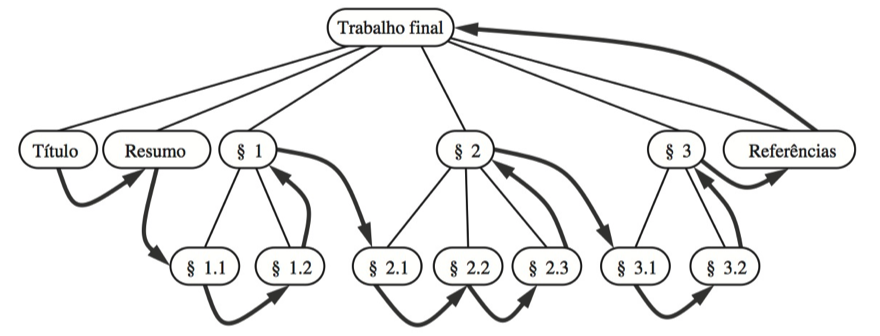 Trabalho final
Título
Resumo
§ 1
§ 2
§ 3
Referências
§ 1.1
§ 1.2
§ 2.1
§ 2.2
§ 2.3
§ 3.1
§ 3.2